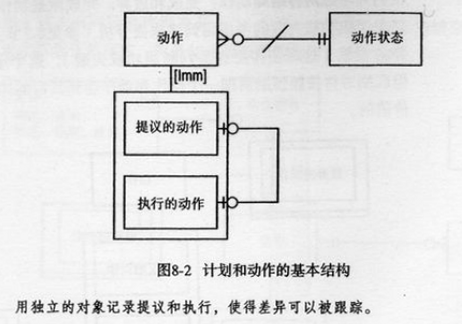 动作
动作状态
[Imm]
提议的动作
执行的动作
图8-2 计划和动作的基本结构
用独立的对象记录提议和执行，使得差异可以被跟踪。